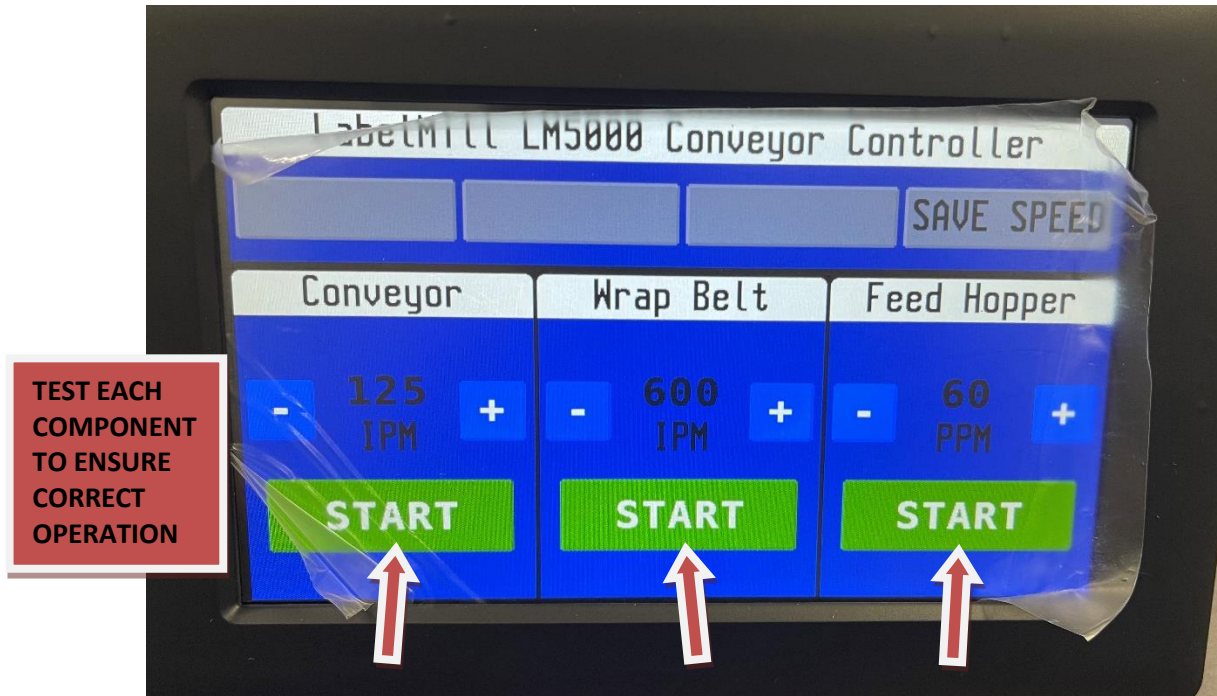 LabelMill LM5000 Conveyor Controller
SAVE SPEED
Conveyor
Wrap Belt
Feed Hopper
TEST EACH
COMPONENT
TO ENSURE
CORRECT
OPERATION
- 125 +
IPM
- 600 +
IPM
- 60 +
PPM
START
START
START